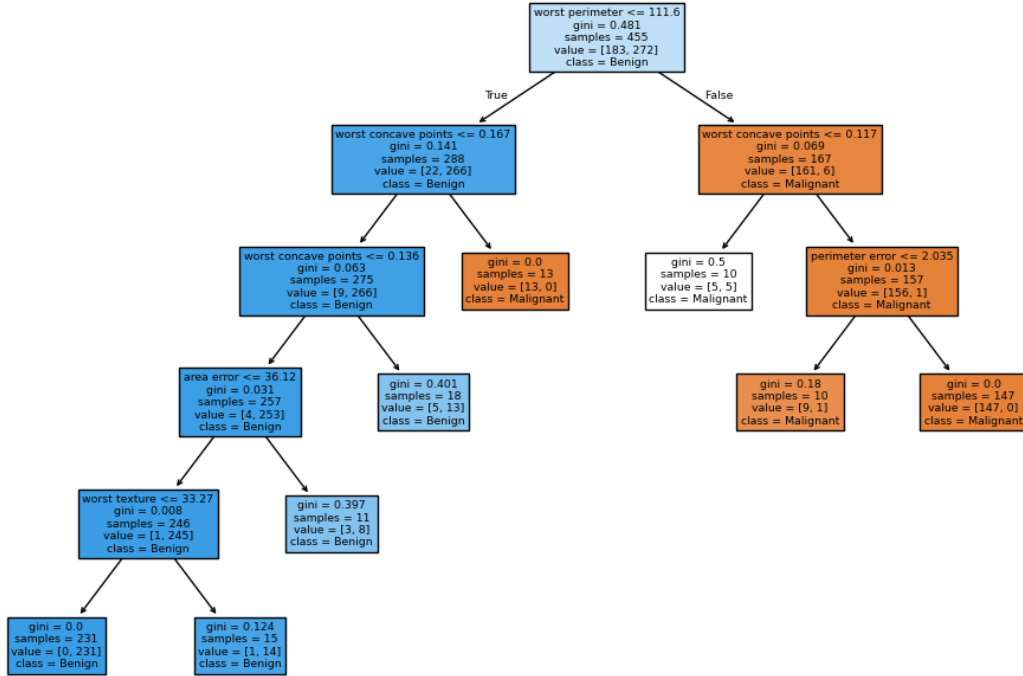 worst perimeter <= 111.6
gini = 0.481
samples = 455
value = [183, 272]
class = Benign
True
False
worst concave points <= 0.167
gini = 0.141
samples = 288
value = [22, 266]
class = Benign
worst concave points <= 0.117
gini = 0.069
samples = 167
value = [161, 6]
class = Malignant
worst concave points <= 0.136
gini = 0.063
samples = 275
value = [9, 266]
class = Benign
gini = 0.0
samples = 13
value = [13, 0]
class = Malignant
gini = 0.5
samples = 10
value = [5, 5]
class = Malignant
perimeter error <= 2.035
gini = 0.013
samples = 157
value = [156, 1]
class = Malignant
area error <= 36.12
gini = 0.031
samples = 257
value = [4, 253]
class = Benign
gini = 0.401
samples = 18
value = [5, 13]
class = Benign
gini = 0.18
samples = 10
value = [9, 1]
class = Malignant
gini = 0.0
samples = 147
value = [147, 0]
class = Malignant
worst texture <= 33.27
gini = 0.008
samples = 246
value = [1, 245]
class = Benign
gini = 0.397
samples = 11
value = [3, 8]
class = Benign
gini = 0.0
samples = 231
value = [0, 231]
class = Benign
gini = 0.124
samples = 15
value = [1, 14]
class = Benign